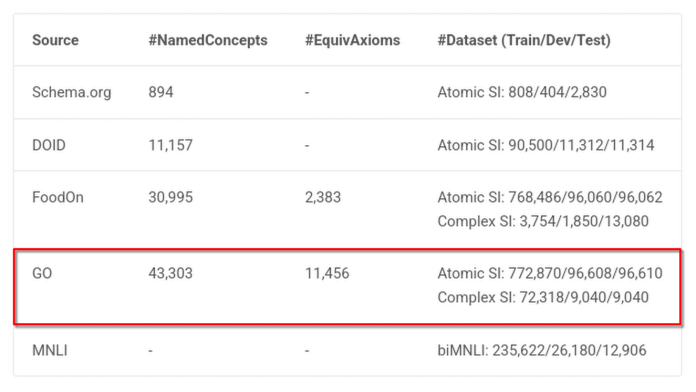 Source #NamedConcepts #EquivAxioms #Dataset (Train/Dev/Test)
Schema.org 894 - Atomic SI: 808/404/2,830
DOID 11,157 - Atomic SI: 90,500/11,312/11,314
FoodOn 30,995 2,383 Atomic SI: 768,486/96,060/96,062
Complex SI: 3,754/1,850/13,080
GO 43,303 11,456 Atomic SI: 772,870/96,608/96,610
Complex SI: 72,318/9,040/9,040
MNLI - - biMNLI: 235,622/26,180/12,906